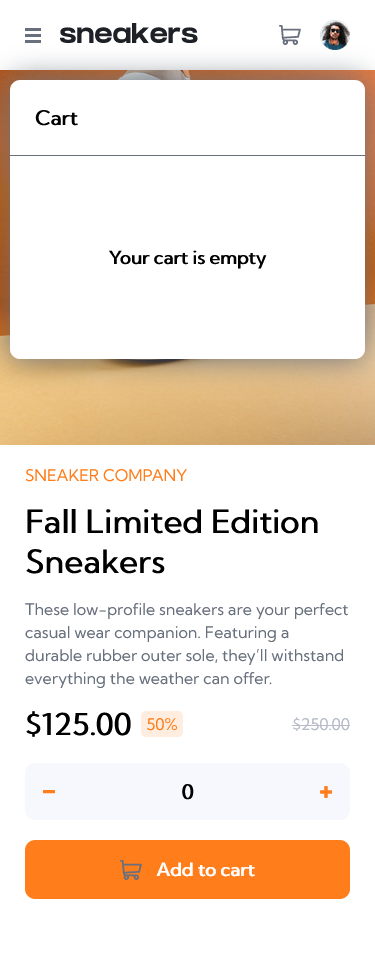 sneakers
Cart
Your cart is empty
SNEAKER COMPANY
Fall Limited Edition
Sneakers
These low-profile sneakers are your perfect
casual wear companion. Featuring a
durable rubber outer sole, they’ll withstand
everything the weather can offer.
$125.00 50% $250.00
0
Add to cart